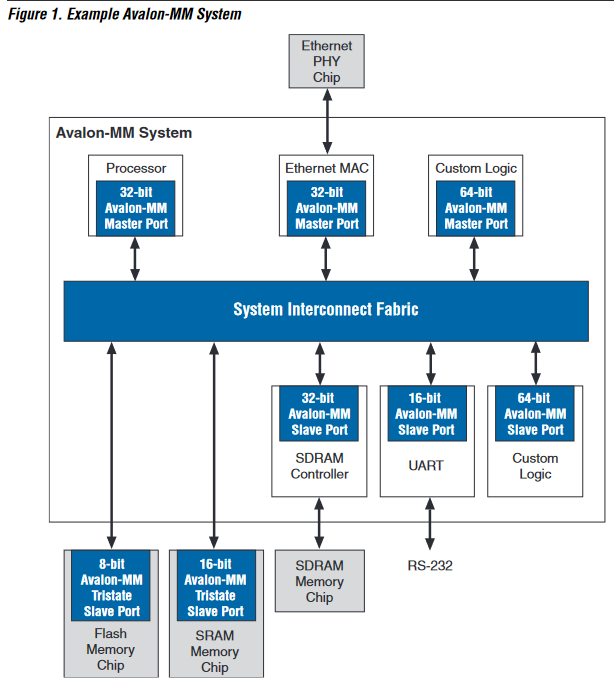 Figure 1. Example Avalon-MM System
Ethernet
PHY
Chip
Avalon-MM System
Processor
32-bit
Avalon-MM
Master Port
Ethernet MAC
32-bit
Avalon-MM
Master Port
Custom Logic
64-bit
Avalon-MM
Master Port
System Interconnect Fabric
32-bit
Avalon-MM
Slave Port
SDRAM
Controller
16-bit
Avalon-MM
Slave Port
UART
64-bit
Avalon-MM
Slave Port
Custom
Logic
8-bit
Avalon-MM
Tristate
Slave Port
Flash
Memory
Chip
16-bit
Avalon-MM
Tristate
Slave Port
SRAM
Memory
Chip
SDRAM
Memory
Chip
RS-232